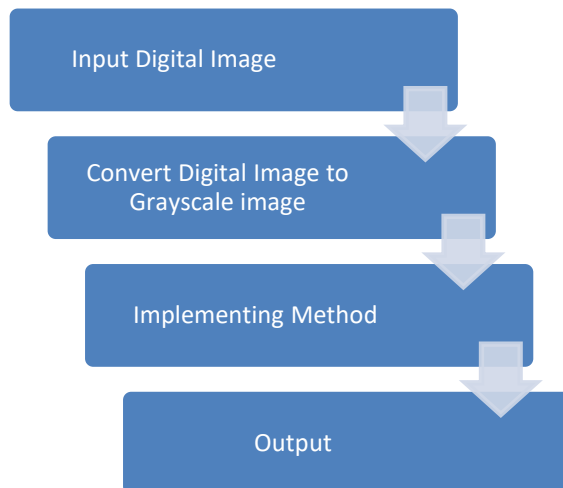 Input Digital Image
Convert Digital Image to
Grayscale image
Implementing Method
Output